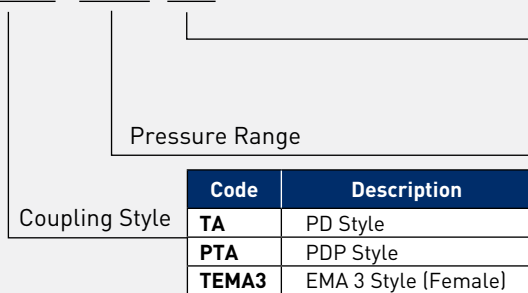 Pressure Range
Code Description
Coupling Style
TA PD Style
PTA PDP Style
TEMA3 EMA 3 Style (Female)